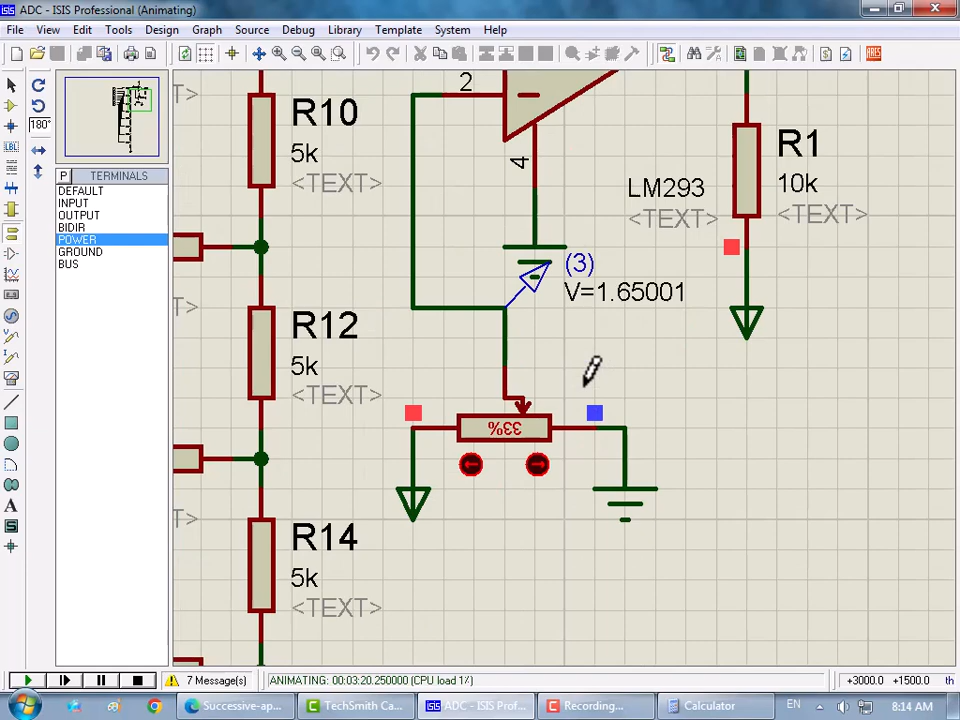 ADC - ISIS Professional (Animating)
File View Edit Tools Design Graph Source Debug Library Template System Help
ARES
180°
LBL
P TERMINALS
DEFAULT
INPUT
OUTPUT
BIDIR
POWER
GROUND
BUS
A
T>
R10
5k
<TEXT>
2
4
LM293
<TEXT>
R1
10k
<TEXT>
(3)
V=1.65001
T>
R12
5k
<TEXT>
33%
T>
R14
5k
<TEXT>
7 Message(s)
ANIMATING: 00:03:20.250000 (CPU load 1%)
+3000.0 +1500.0 th
Successive-ap...
TechSmith Ca...
ADC - ISIS Prof...
Recording...
Calculator
EN
8:14 AM